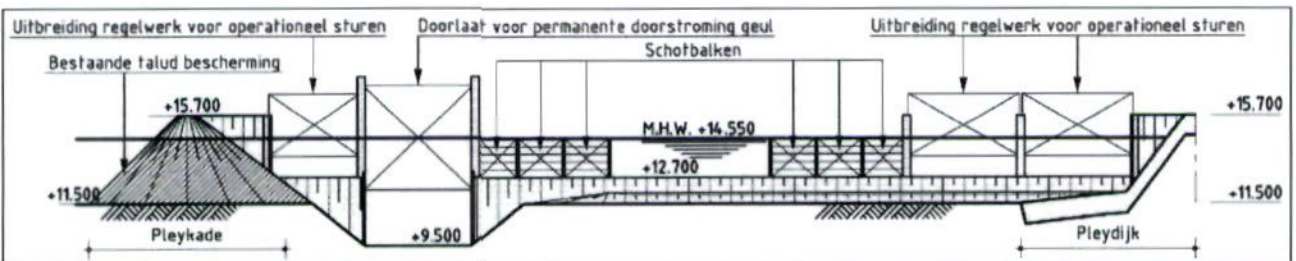 Uitbreiding regelwerk voor operationeel sturen
Doorlaat voor permanente doorstroming geul
Uitbreiding regelwerk voor operationeel sturen
Schotbalken
Bestaande talud bescherming
+15.700
+15.700
M.H.W. +14.550
+12.700
+11.500
+11.500
+9.500
Pleykade
Pleydijk